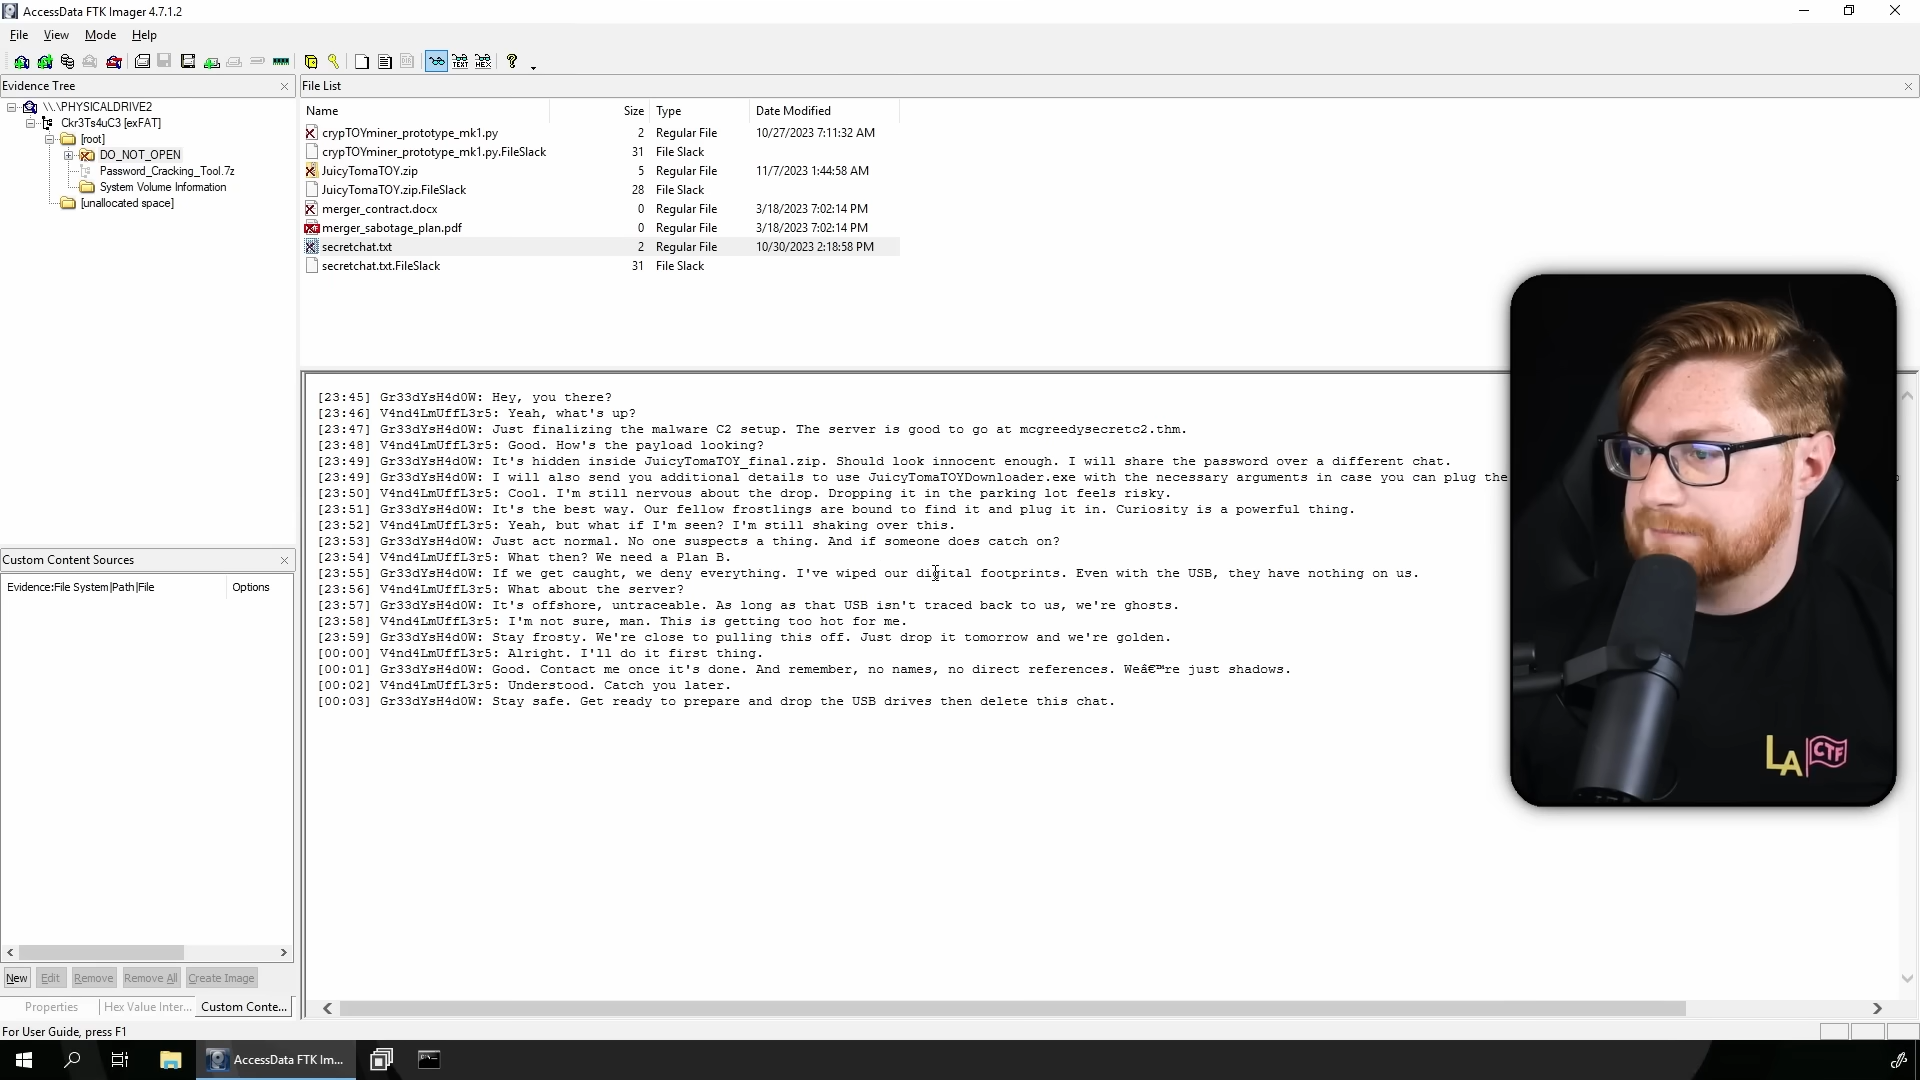 AccessData FTK Imager 4.7.1.2
File View Mode Help
Evidence Tree
\\.\PHYSICALDRIVE2
Ckr3Ts4uC3 [exFAT]
[root]
DO_NOT_OPEN
Password_Cracking_Tool.7z
System Volume Information
[unallocated space]
File List
Name Size Type Date Modified
crypTOYminer_prototype_mk1.py 2 Regular File 10/27/2023 7:11:32 AM
crypTOYminer_prototype_mk1.py.FileSlack 31 File Slack
JuicyTomaTOY.zip 5 Regular File 11/7/2023 1:44:58 AM
JuicyTomaTOY.zip.FileSlack 28 File Slack
merger_contract.docx 0 Regular File 3/18/2023 7:02:14 PM
merger_sabotage_plan.pdf 0 Regular File 3/18/2023 7:02:14 PM
secretchat.txt 2 Regular File 10/30/2023 2:18:58 PM
secretchat.txt.FileSlack 31 File Slack
[23:45] Gr33dYsH4d0W: Hey, you there?
[23:46] V4nd4LmUffL3r5: Yeah, what's up?
[23:47] Gr33dYsH4d0W: Just finalizing the malware C2 setup. The server is good to go at mcgreedysecretc2.thm.
[23:48] V4nd4LmUffL3r5: Good. How's the payload looking?
[23:49] Gr33dYsH4d0W: It's hidden inside JuicyTomaTOY_final.zip. Should look innocent enough. I will share the password over a different chat.
[23:49] Gr33dYsH4d0W: I will also send you additional details to use JuicyTomaTOYDownloader.exe with the necessary arguments in case you can plug the
[23:50] V4nd4LmUffL3r5: Cool. I'm still nervous about the drop. Dropping it in the parking lot feels risky.
[23:51] Gr33dYsH4d0W: It's the best way. Our fellow frostlings are bound to find it and plug it in. Curiosity is a powerful thing.
[23:52] V4nd4LmUffL3r5: Yeah, but what if I'm seen? I'm still shaking over this.
[23:53] Gr33dYsH4d0W: Just act normal. No one suspects a thing. And if someone does catch on?
[23:54] V4nd4LmUffL3r5: What then? We need a Plan B.
[23:55] Gr33dYsH4d0W: If we get caught, we deny everything. I've wiped our digital footprints. Even with the USB, they have nothing on us.
[23:56] V4nd4LmUffL3r5: What about the server?
[23:57] Gr33dYsH4d0W: It's offshore, untraceable. As long as that USB isn't traced back to us, we're ghosts.
[23:58] V4nd4LmUffL3r5: I'm not sure, man. This is getting too hot for me.
[23:59] Gr33dYsH4d0W: Stay frosty. We're close to pulling this off. Just drop it tomorrow and we're golden.
[00:00] V4nd4LmUffL3r5: Alright. I'll do it first thing.
[00:01] Gr33dYsH4d0W: Good. Contact me once it's done. And remember, no names, no direct references. Weâ€™re just shadows.
[00:02] V4nd4LmUffL3r5: Understood. Catch you later.
[00:03] Gr33dYsH4d0W: Stay safe. Get ready to prepare and drop the USB drives then delete this chat.
LA CTF
Custom Content Sources
Evidence:File System|Path|File Options
New Edit Remove Remove All Create Image
Properties Hex Value Inter... Custom Conte...
For User Guide, press F1
AccessData FTK Im...